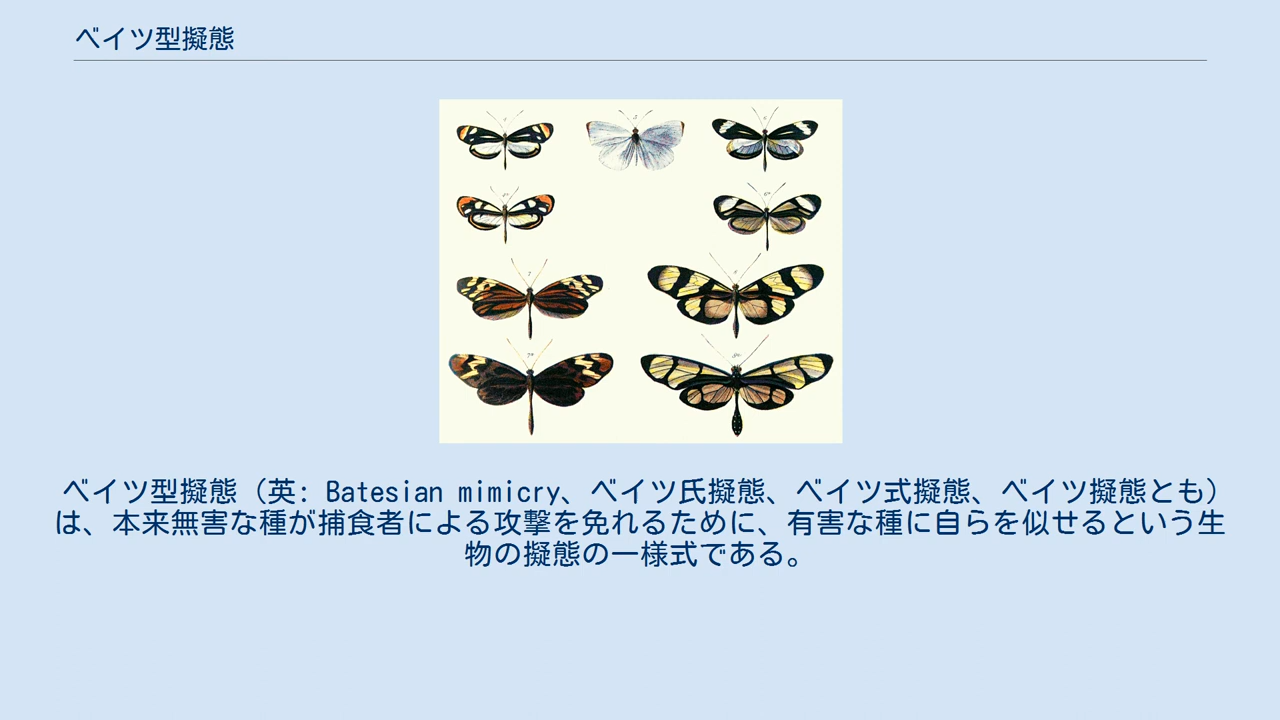 ベイツ型擬態
ベイツ型擬態（英: Batesian mimicry、ベイツ氏擬態、ベイツ式擬態、ベイツ擬態とも）
は、本来無害な種が捕食者による攻撃を免れるために、有害な種に自らを似せるという生
物の擬態の一様式である。